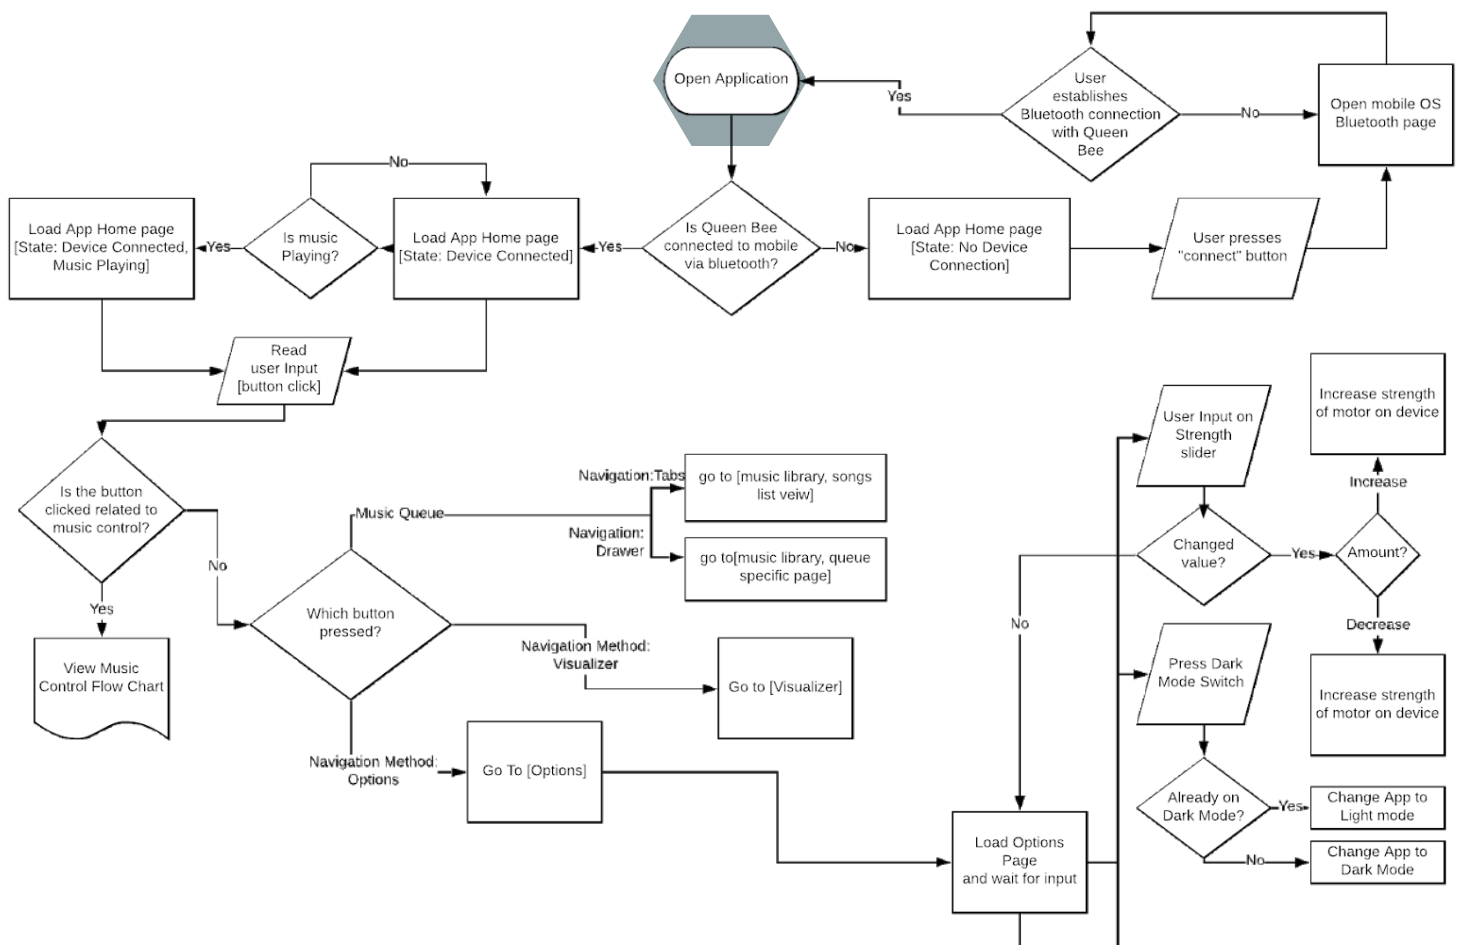 Open Application
User
establishes
Bluetooth connection
with Queen
Bee
Yes
No
Open mobile OS
Bluetooth page
No
Load App Home page
[State: Device Connected,
Music Playing]
Yes
Is music
Playing?
Load App Home page
[State: Device Connected]
Yes
Is Queen Bee
connected to mobile
via bluetooth?
No
Load App Home page
[State: No Device
Connection]
User presses
"connect" button
Read
user Input
[button click]
Is the button
clicked related to
music control?
No
Yes
View Music
Control Flow Chart
Which button
pressed?
Music Queue
Navigation:Tabs
go to [music library, songs
list veiw]
Navigation:
Drawer
go to[music library, queue
specific page]
Navigation Method:
Visualizer
Go to [Visualizer]
Navigation Method:
Options
Go To [Options]
Load Options
Page
and wait for input
User Input on
Strength
slider
Changed
value?
No
Yes
Amount?
Increase
Increase strength
of motor on device
Decrease
Increase strength
of motor on device
Press Dark
Mode Switch
Already on
Dark Mode?
Yes
Change App to
Light mode
No
Change App to
Dark Mode